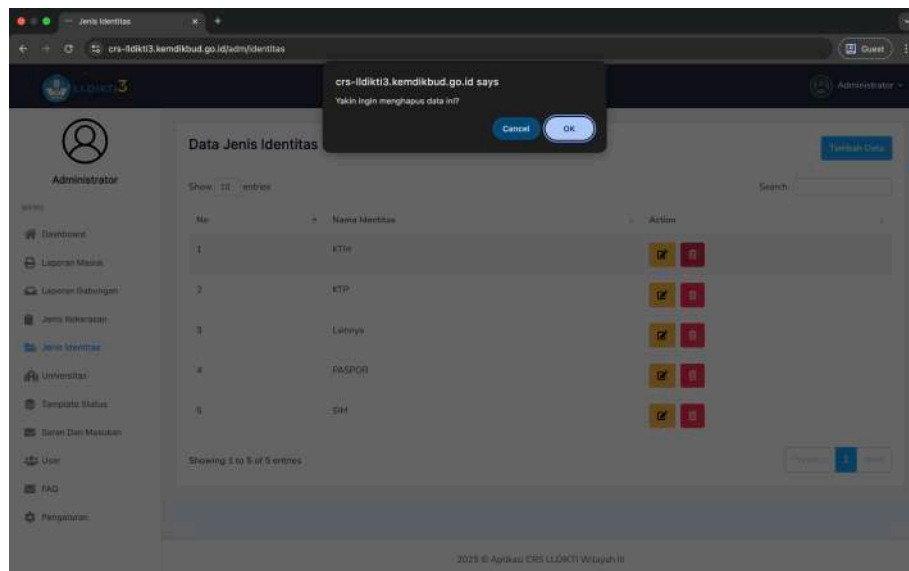 Jenis Identitas
crs-lldikti3.kemdikbud.go.id/adm/identitas
Guest
LLDIKTI3
Administrator
crs-lldikti3.kemdikbud.go.id says
Yakin ingin menghapus data ini?
Cancel OK
Administrator
MENU
Dashboard
Laporan Masuk
Laporan Gabungan
Jenis Kekerasan
Jenis Identitas
Universitas
Template Status
Saran Dan Masukan
User
FAQ
Pengaturan
Data Jenis Identitas
Tambah Data
Show 10 entries
Search:
No Nama Identitas Action
1 KTM
2 KTP
3 Lainnya
4 PASPOR
5 SIM
Showing 1 to 5 of 5 entries
Previous 1 Next
2025 © Aplikasi CRS LLDIKTI Wilayah III